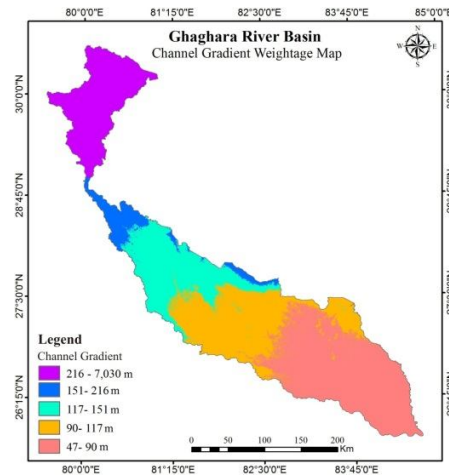 80°0'0"E 81°15'0"E 82°30'0"E 83°45'0"E 85°0'0"E
Ghaghara River Basin
Channel Gradient Weightage Map
N
W E
S
30°0'0"N
28°45'0"N
27°30'0"N
26°15'0"N
Legend
Channel Gradient
216- 7,030 m
151- 216 m
117- 151 m
90- 117 m
47- 90 m
0 50 100 150 200
Km
80°0'0"E 81°15'0"E 82°30'0"E 83°45'0"E